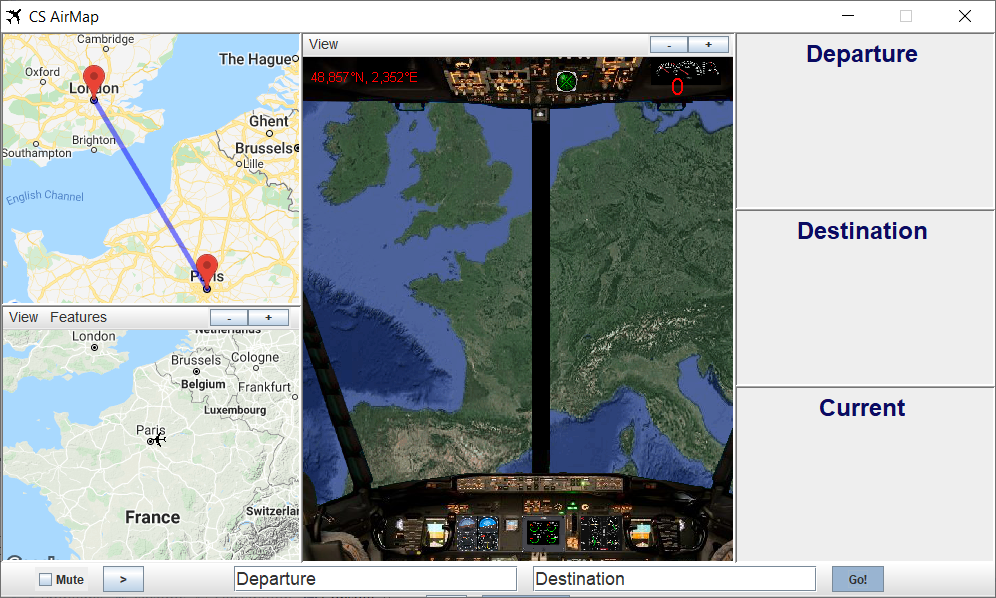 CS AirMap
Cambridge
Oxford
The Hague
London
Ghent
Brighton
Brussels
Southampton
Lille
English Channel
Paris
View Features - +
Netherlands
London
Brussels
Cologne
Belgium
Frankfurt
Luxembourg
Paris
France
View - +
48,857°N, 2,352°E
0
Departure
Destination
Current
Mute > Departure Destination Go!